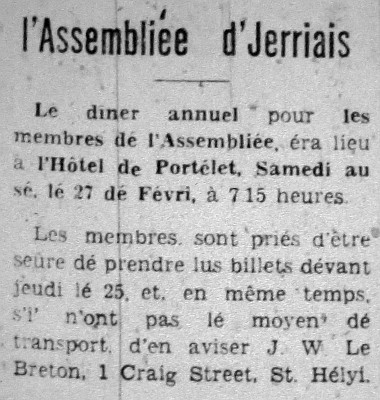 l'Assembliée d'Jerriais
Le diner annuel pour les
membres dé l'Assembliée, éra lieu
à l'Hôtel de Portélet, Samedi au
sé, lé 27 dé Févri, à 7 15 heures.
Les membres sont priés d'être
seure dé prendre lus billets dévant
jeudi lé 25, et, en même temps,
s'i' n'ont pas lé moyen dé
transport, d'en aviser J. W. Le
Breton, 1 Craig Street, St. Hélyi.